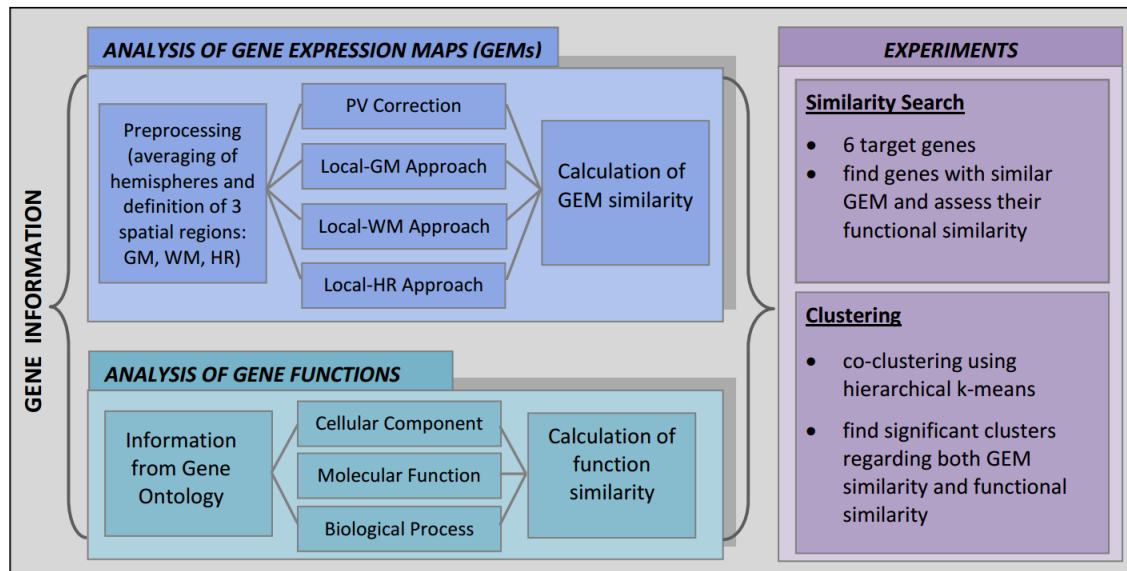 GENE INFORMATION
ANALYSIS OF GENE EXPRESSION MAPS (GEMs)
Preprocessing
(averaging of
hemispheres and
definition of 3
spatial regions:
GM, WM, HR)
PV Correction
Local-GM Approach
Local-WM Approach
Local-HR Approach
Calculation of
GEM similarity
ANALYSIS OF GENE FUNCTIONS
Information
from Gene
Ontology
Cellular Component
Molecular Function
Biological Process
Calculation of
function
similarity
EXPERIMENTS
Similarity Search
• 6 target genes
• find genes with similar
GEM and assess their
functional similarity
Clustering
• co-clustering using
hierarchical k-means
• find significant clusters
regarding both GEM
similarity and functional
similarity